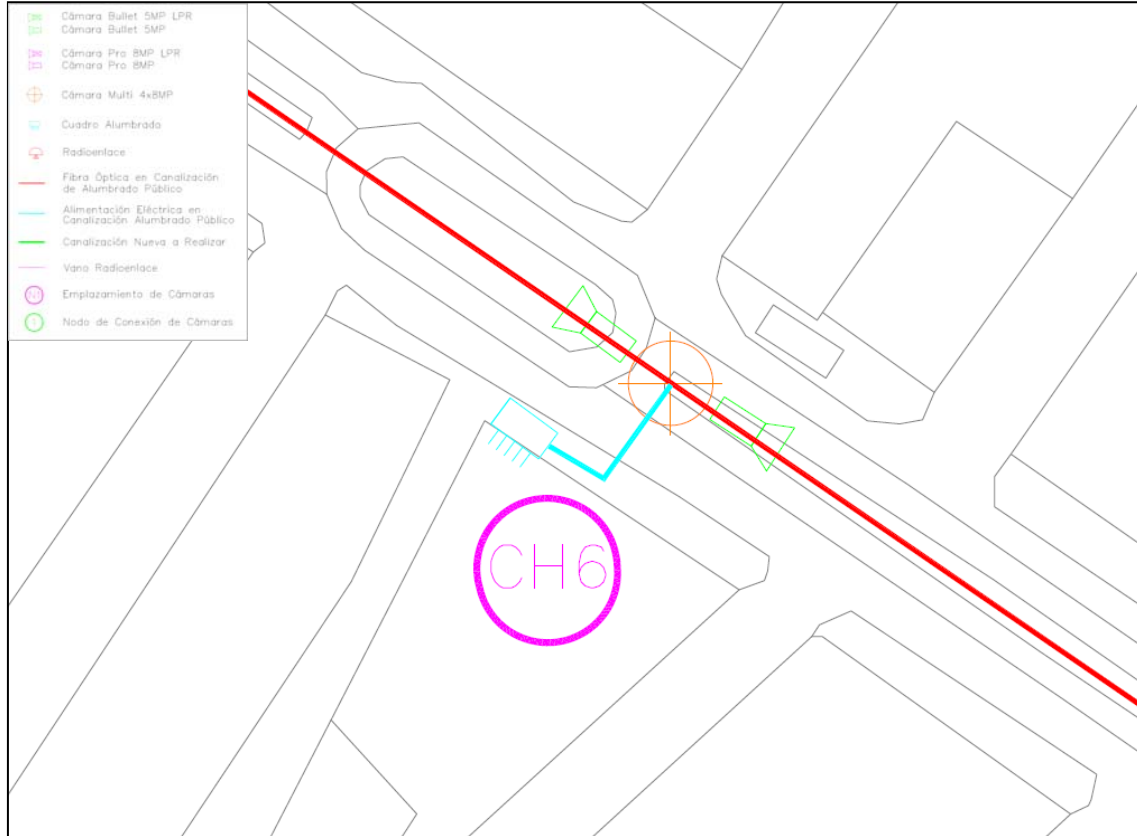 Cámara Bullet 5MP LPR
Cámara Bullet 5MP
Cámara Pro 8MP LPR
Cámara Pro 8MP
Cámara Multi 4x8MP
Cuadro Alumbrado
Radioenlace
Fibra Óptica en Canalización
de Alumbrado Público
Alimentación Eléctrica en
Canalización Alumbrado Público
Canalización Nueva a Realizar
Vano Radioenlace
Emplazamiento de Cámaras
1 Nodo de Conexión de Cámaras
CH6